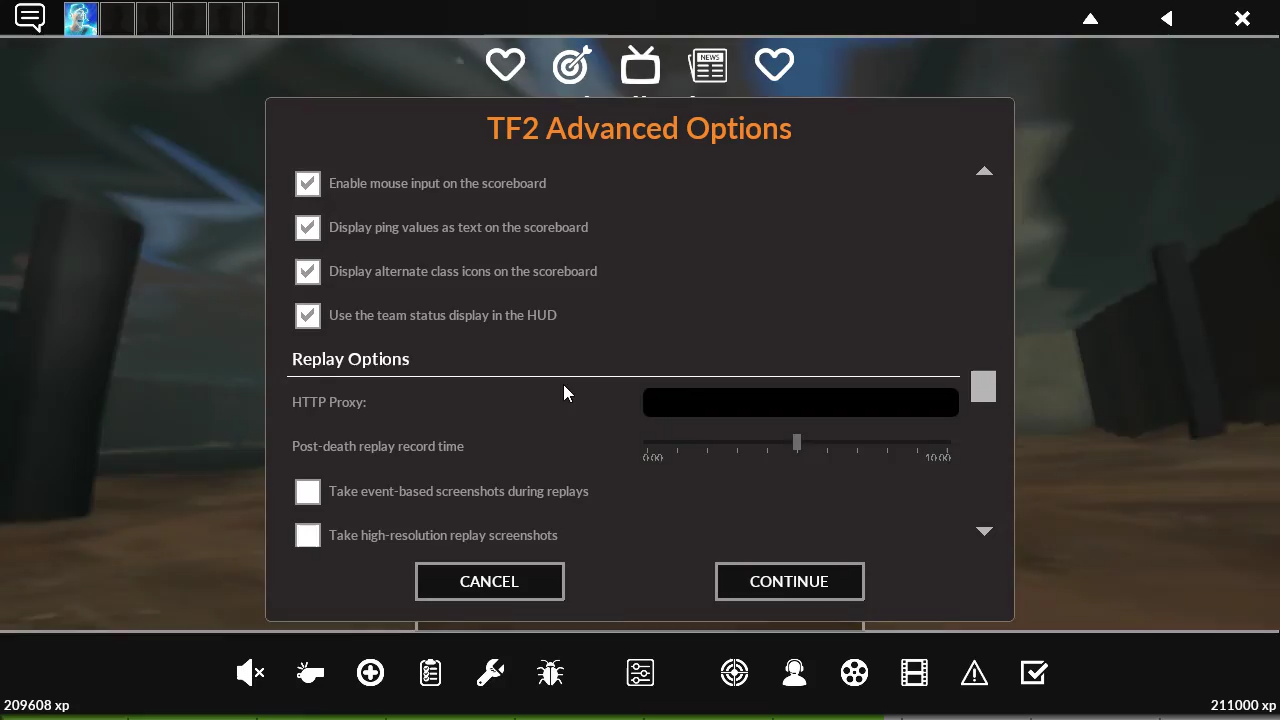 NEWS
TF2 Advanced Options
Enable mouse input on the scoreboard
Display ping values as text on the scoreboard
Display alternate class icons on the scoreboard
Use the team status display in the HUD
Replay Options
HTTP Proxy:
Post-death replay record time
0:00 10:00
Take event-based screenshots during replays
Take high-resolution replay screenshots
CANCEL CONTINUE
209608 xp 211000 xp